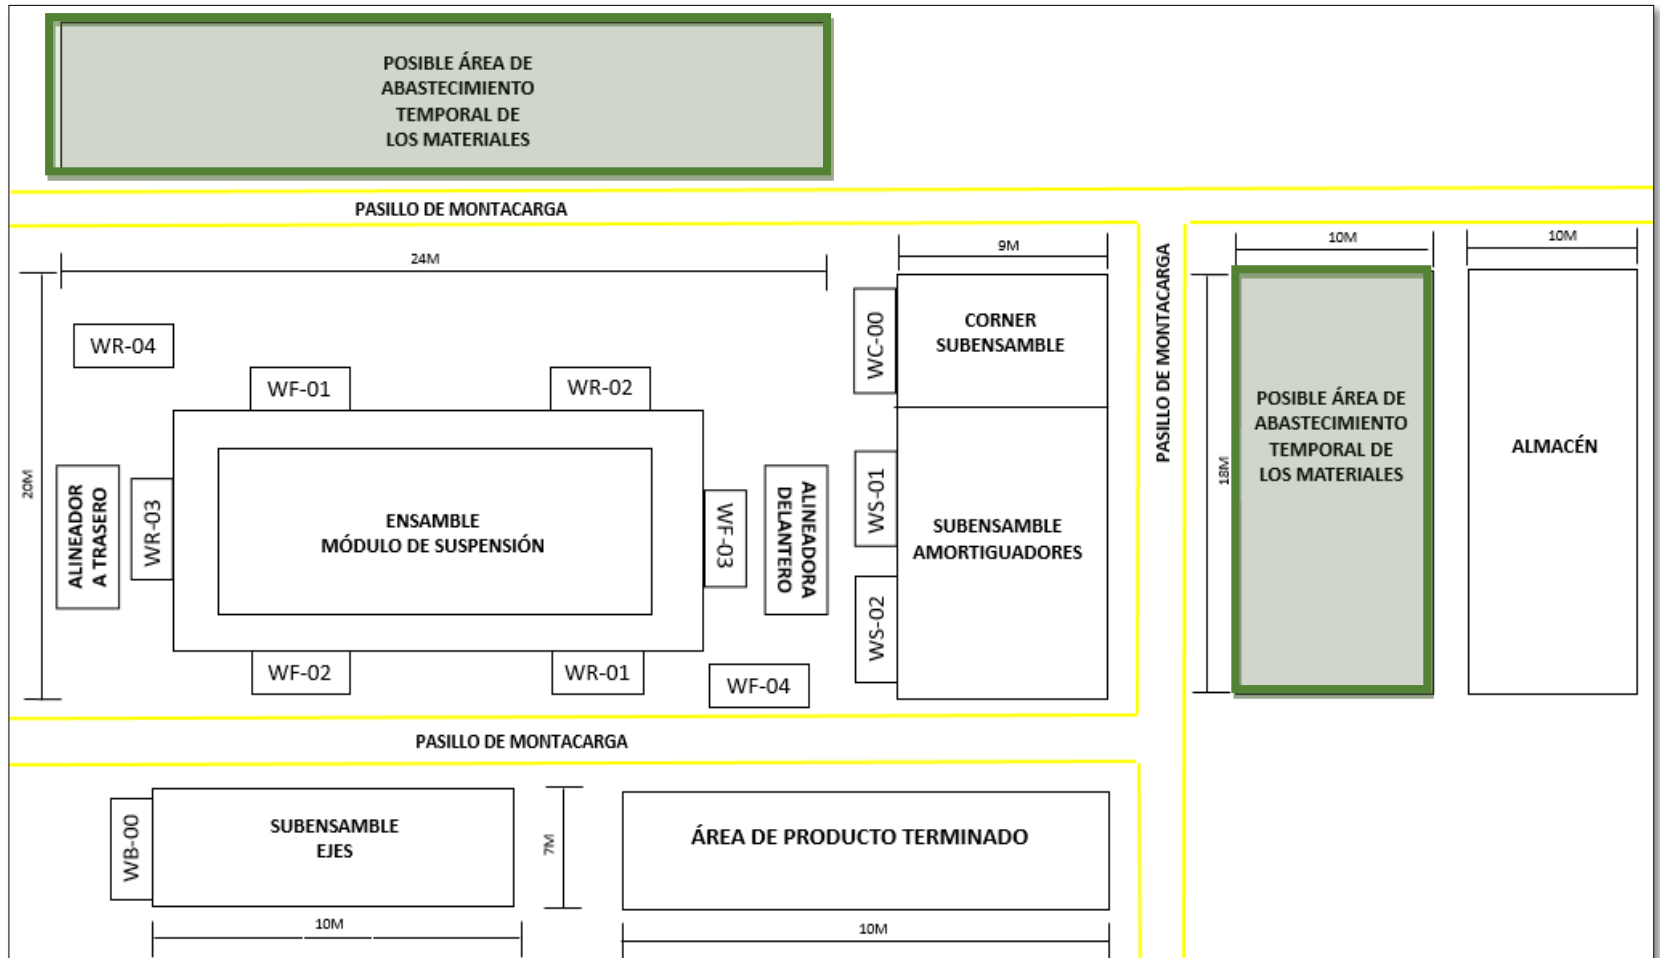 POSIBLE ÁREA DE
ABASTECIMIENTO
TEMPORAL DE
LOS MATERIALES
PASILLO DE MONTACARGA
24M
9M
10M
10M
20M
WR-04
WF-01
WR-02
WC-00
CORNER
SUBENSAMBLE
PASILLO DE MONTACARGA
18M
POSIBLE ÁREA DE
ABASTECIMIENTO
TEMPORAL DE
LOS MATERIALES
ALMACÉN
ALINEADOR
A TRASERO
WR-03
ENSAMBLE
MÓDULO DE SUSPENSIÓN
WF-03
ALINEADORA
DELANTERO
WS-01
WS-02
SUBENSAMBLE
AMORTIGUADORES
WF-02
WR-01
WF-04
PASILLO DE MONTACARGA
WB-00
SUBENSAMBLE
EJES
7M
ÁREA DE PRODUCTO TERMINADO
10M
10M